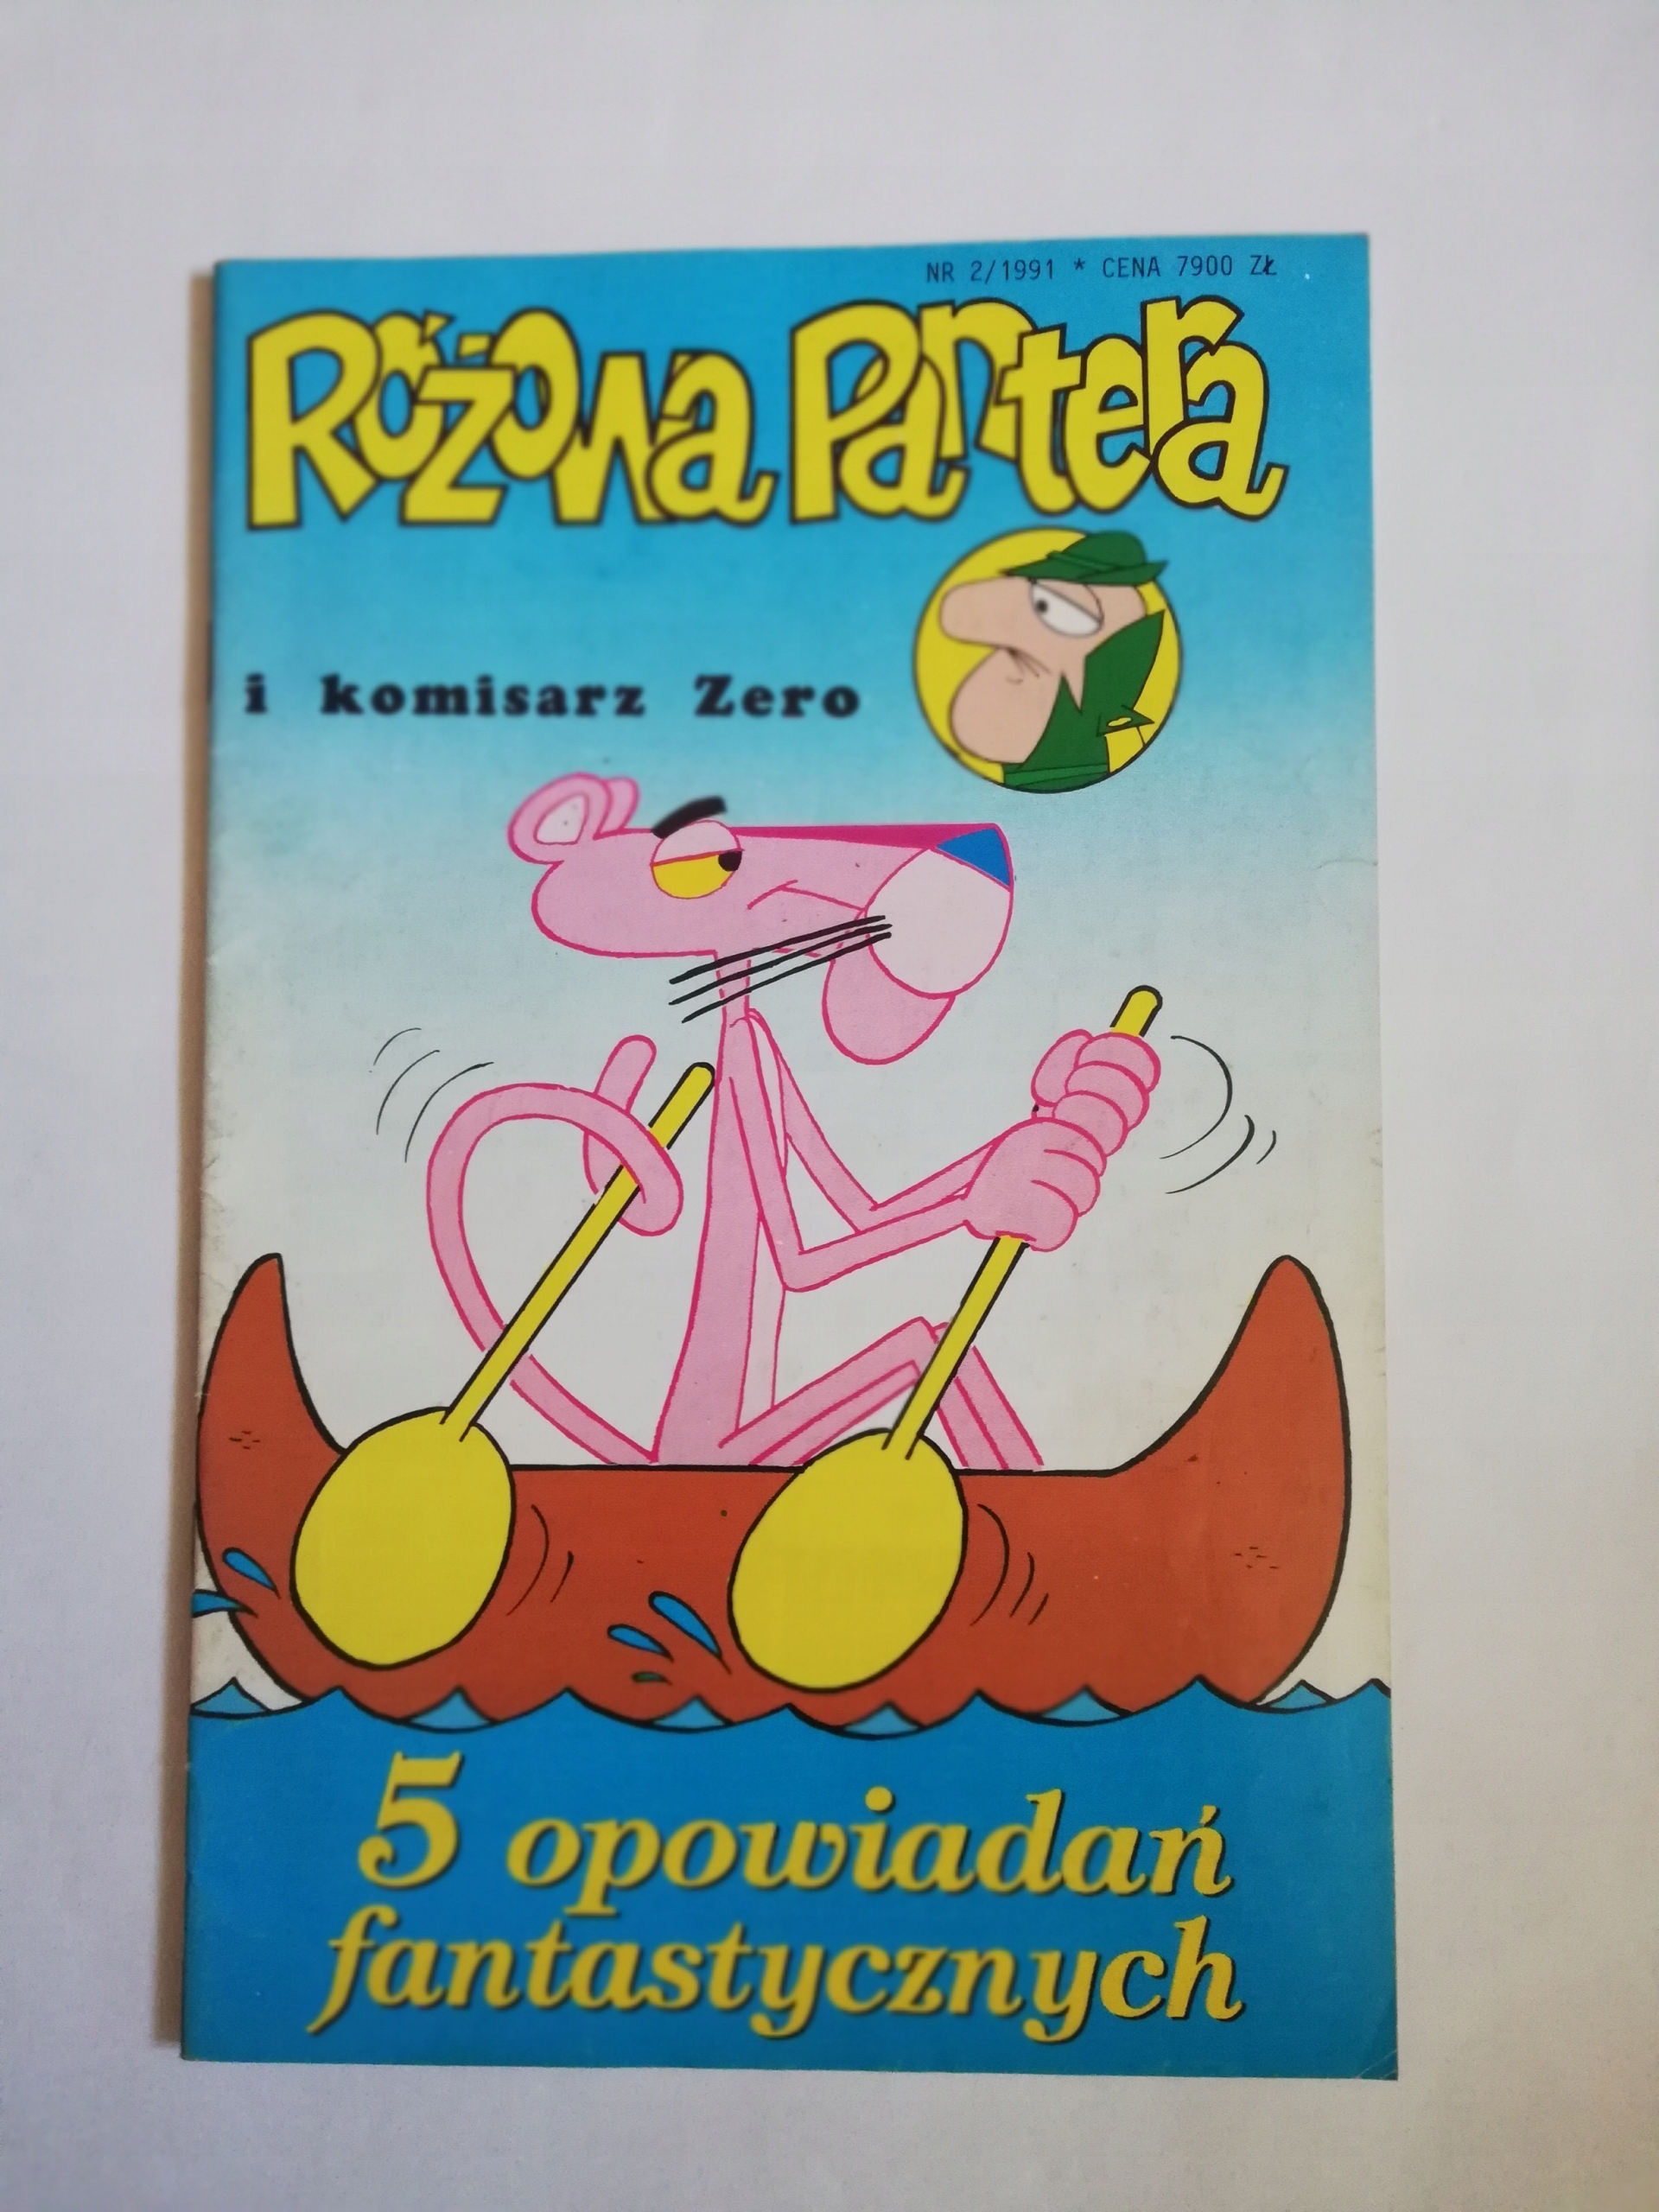 NR 2/1991 * CENA 7900 ZŁ
Różowa Pantera
i komisarz Zero
5 opowiadań
fantastycznych